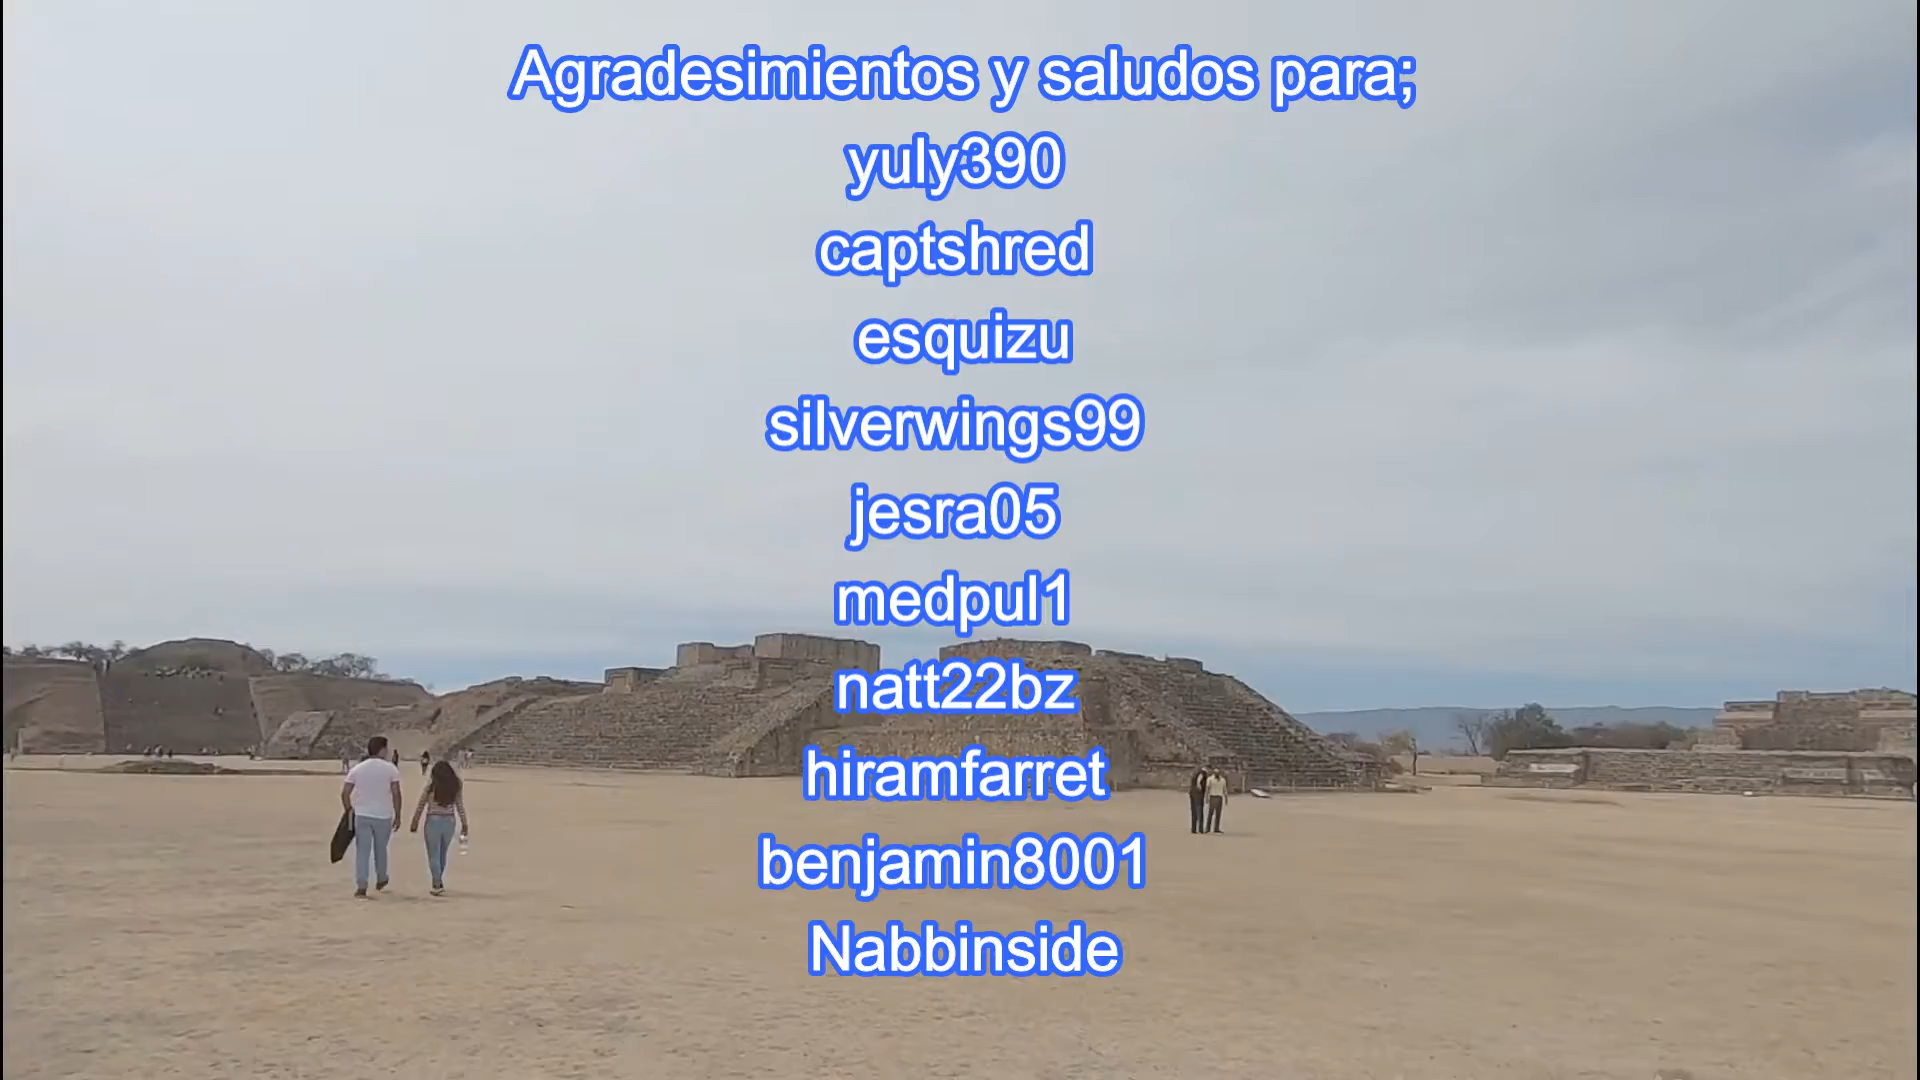 Agradesimientos y saludos para;
yuly390
captshred
esquizu
silverwings99
jesra05
medpul1
natt22bz
hiramfarret
benjamin8001
Nabbinside